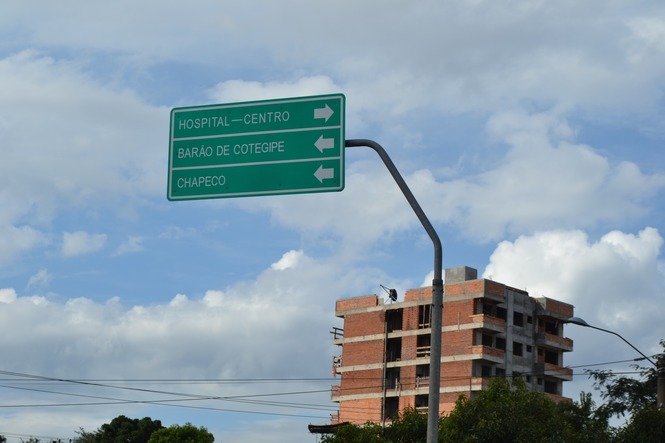 HOSPITAL—CENTRO
BARÃO DE COTEGIPE
CHAPECO